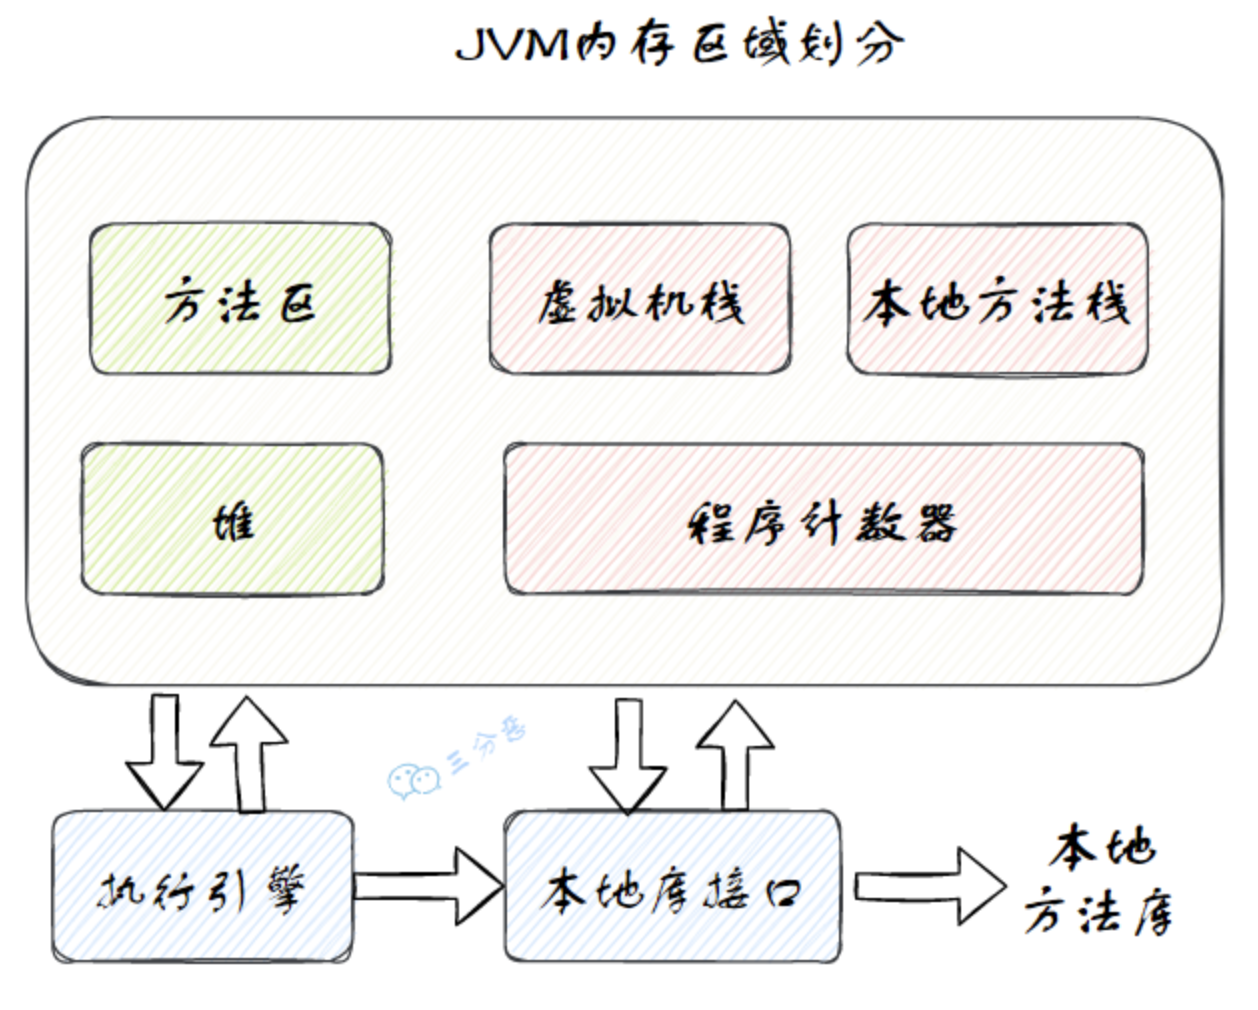 JVM内存区域划分
方法区
虚拟机栈
本地方法栈
堆
程序计数器
三分恶
执行引擎
本地库接口
本地
方法库